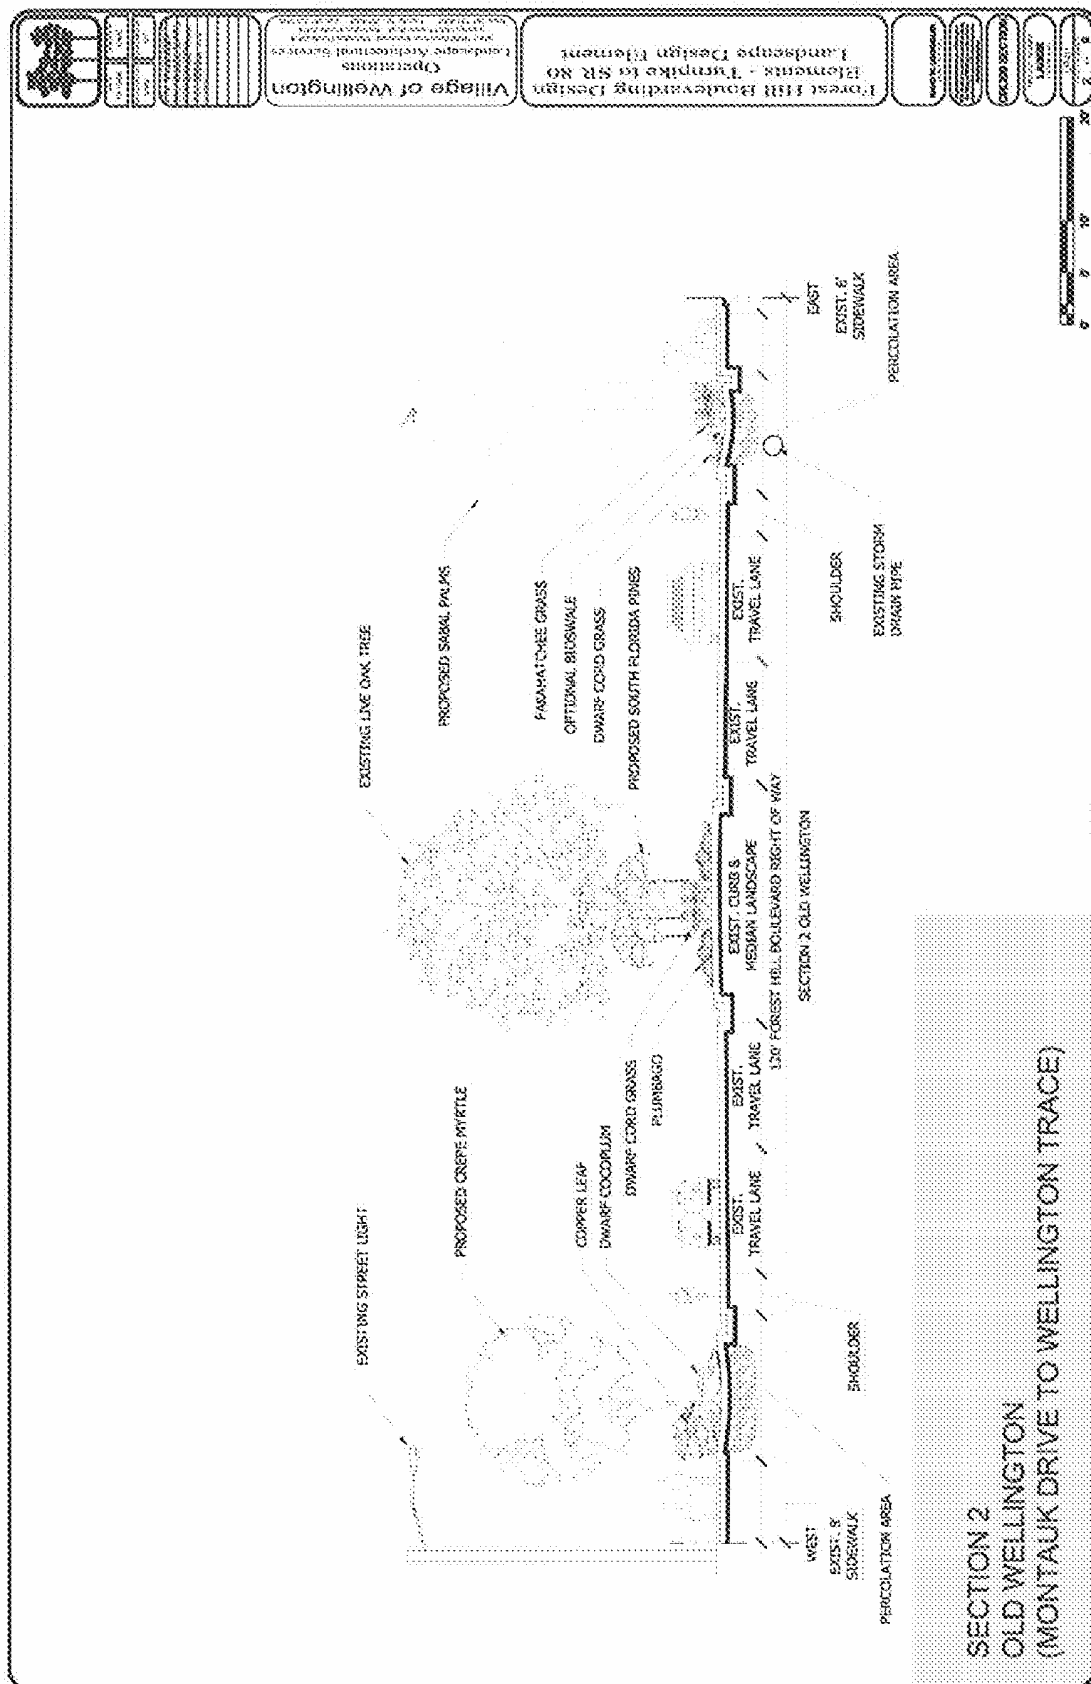 EXISTING STREET LIGHT
PROPOSED CREPE MYRTLE
COPPER LEAF
DWARF COCOPLUM
DWARF CORD GRASS
PLUMBAGO
EXISTING LIVE OAK TREE
PROPOSED SABAL PALMS
FAKAHATCHEE GRASS
OPTIONAL BIOSWALE
DWARF CORD GRASS
PROPOSED SOUTH FLORIDA PINES
WEST
EXIST. 8'
SIDEWALK
PERCOLATION AREA
SHOULDER
EXIST.
TRAVEL LANE
EXIST.
TRAVEL LANE
EXIST. CURB &
MEDIAN LANDSCAPE
120' FOREST HILL BOULEVARD RIGHT OF WAY
SECTION 2 OLD WELLINGTON
EXIST.
TRAVEL LANE
EXIST.
TRAVEL LANE
SHOULDER
EXISTING STORM
DRAIN PIPE
EAST
EXIST. 6'
SIDEWALK
PERCOLATION AREA
0' 5' 10' 20'
SECTION 2
OLD WELLINGTON
(MONTAUK DRIVE TO WELLINGTON TRACE)
Village of Wellington
Operations
Landscape Architectural Services
Forest Hill Boulevarding Design
Elements - Turnpike to SR 80
Landscape Design Element